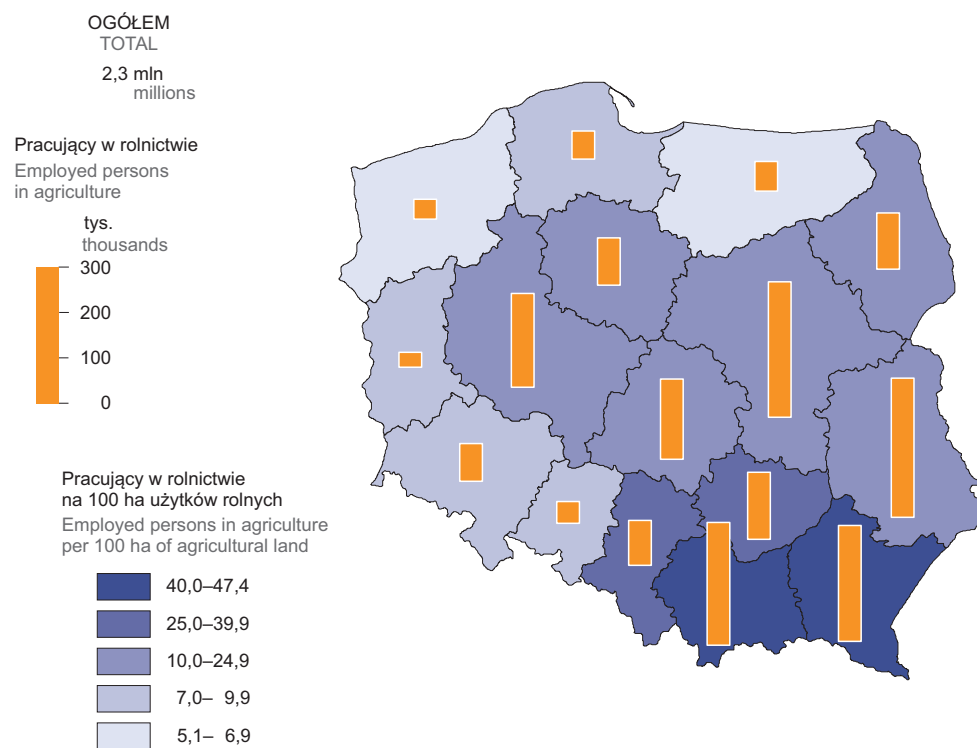 OGÓŁEM
TOTAL
2,3 mln
millions
Pracujący w rolnictwie
Employed persons
in agriculture
tys.
thousands
300
200
100
0
Pracujący w rolnictwie
na 100 ha użytków rolnych
Employed persons in agriculture
per 100 ha of agricultural land
40,0–47,4
25,0–39,9
10,0–24,9
7,0– 9,9
5,1– 6,9